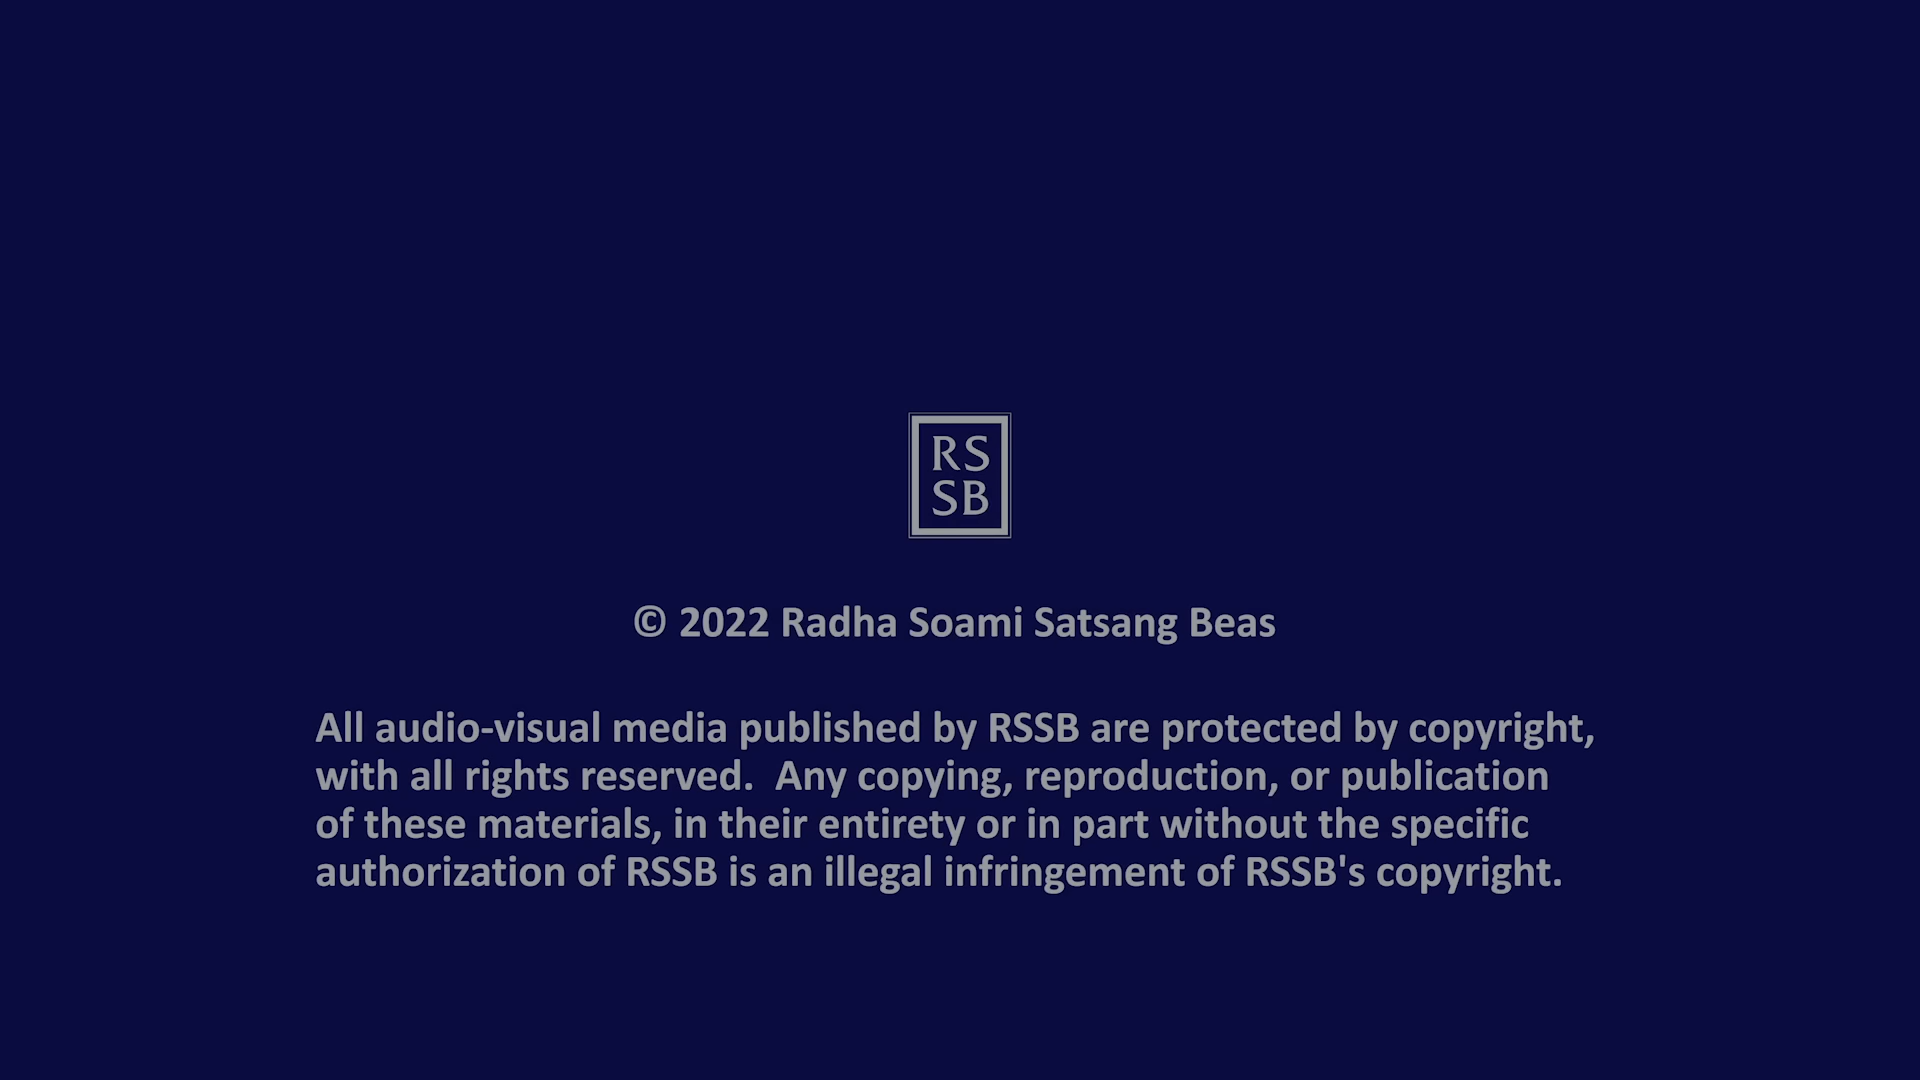 RS
SB
© 2022 Radha Soami Satsang Beas
All audio-visual media published by RSSB are protected by copyright,
with all rights reserved.  Any copying, reproduction, or publication
of these materials, in their entirety or in part without the specific
authorization of RSSB is an illegal infringement of RSSB's copyright.